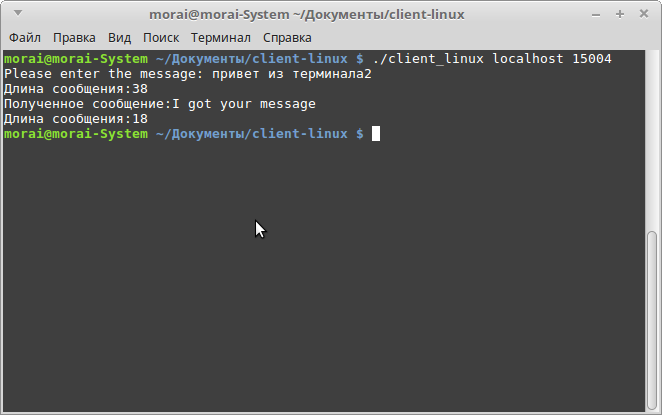 morai@morai-System ~/Документы/client-linux
Файл Правка Вид Поиск Терминал Справка
morai@morai-System ~/Документы/client-linux $ ./client_linux localhost 15004
Please enter the message: привет из терминала2
Длина сообщения:38
Полученное сообщение:I got your message
Длина сообщения:18
morai@morai-System ~/Документы/client-linux $